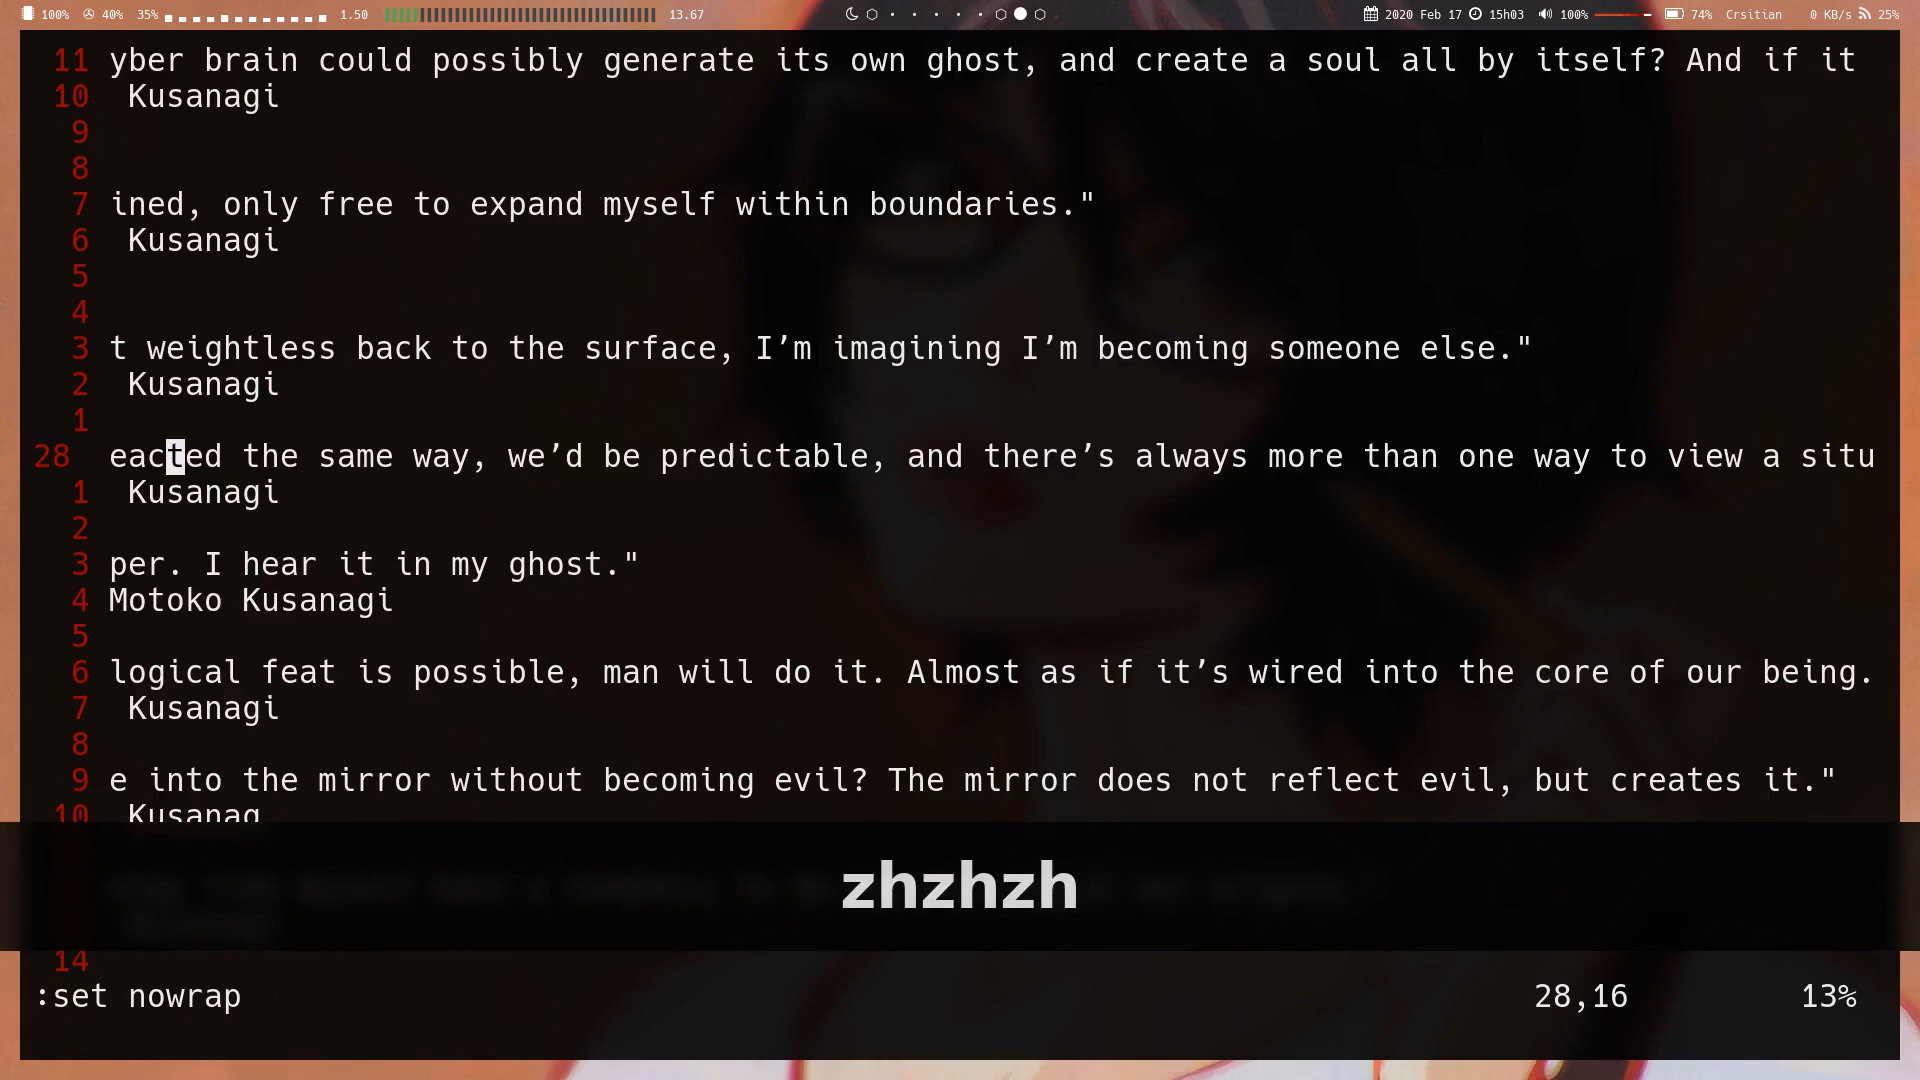 100% 40% 35% 1.50 13.67 2020 Feb 17 15h03 100% 74% Crsitian 0 KB/s 25%
11 yber brain could possibly generate its own ghost, and create a soul all by itself? And if it
10 Kusanagi
9
8
7 ined, only free to expand myself within boundaries."
6 Kusanagi
5
4
3 t weightless back to the surface, I’m imagining I’m becoming someone else."
2 Kusanagi
1
28 eacted the same way, we’d be predictable, and there’s always more than one way to view a situ
1 Kusanagi
2
3 per. I hear it in my ghost."
4 Motoko Kusanagi
5
6 logical feat is possible, man will do it. Almost as if it’s wired into the core of our being.
7 Kusanagi
8
9 e into the mirror without becoming evil? The mirror does not reflect evil, but creates it."
10 Kusanag
zhzhzh
14
:set nowrap 28,16 13%